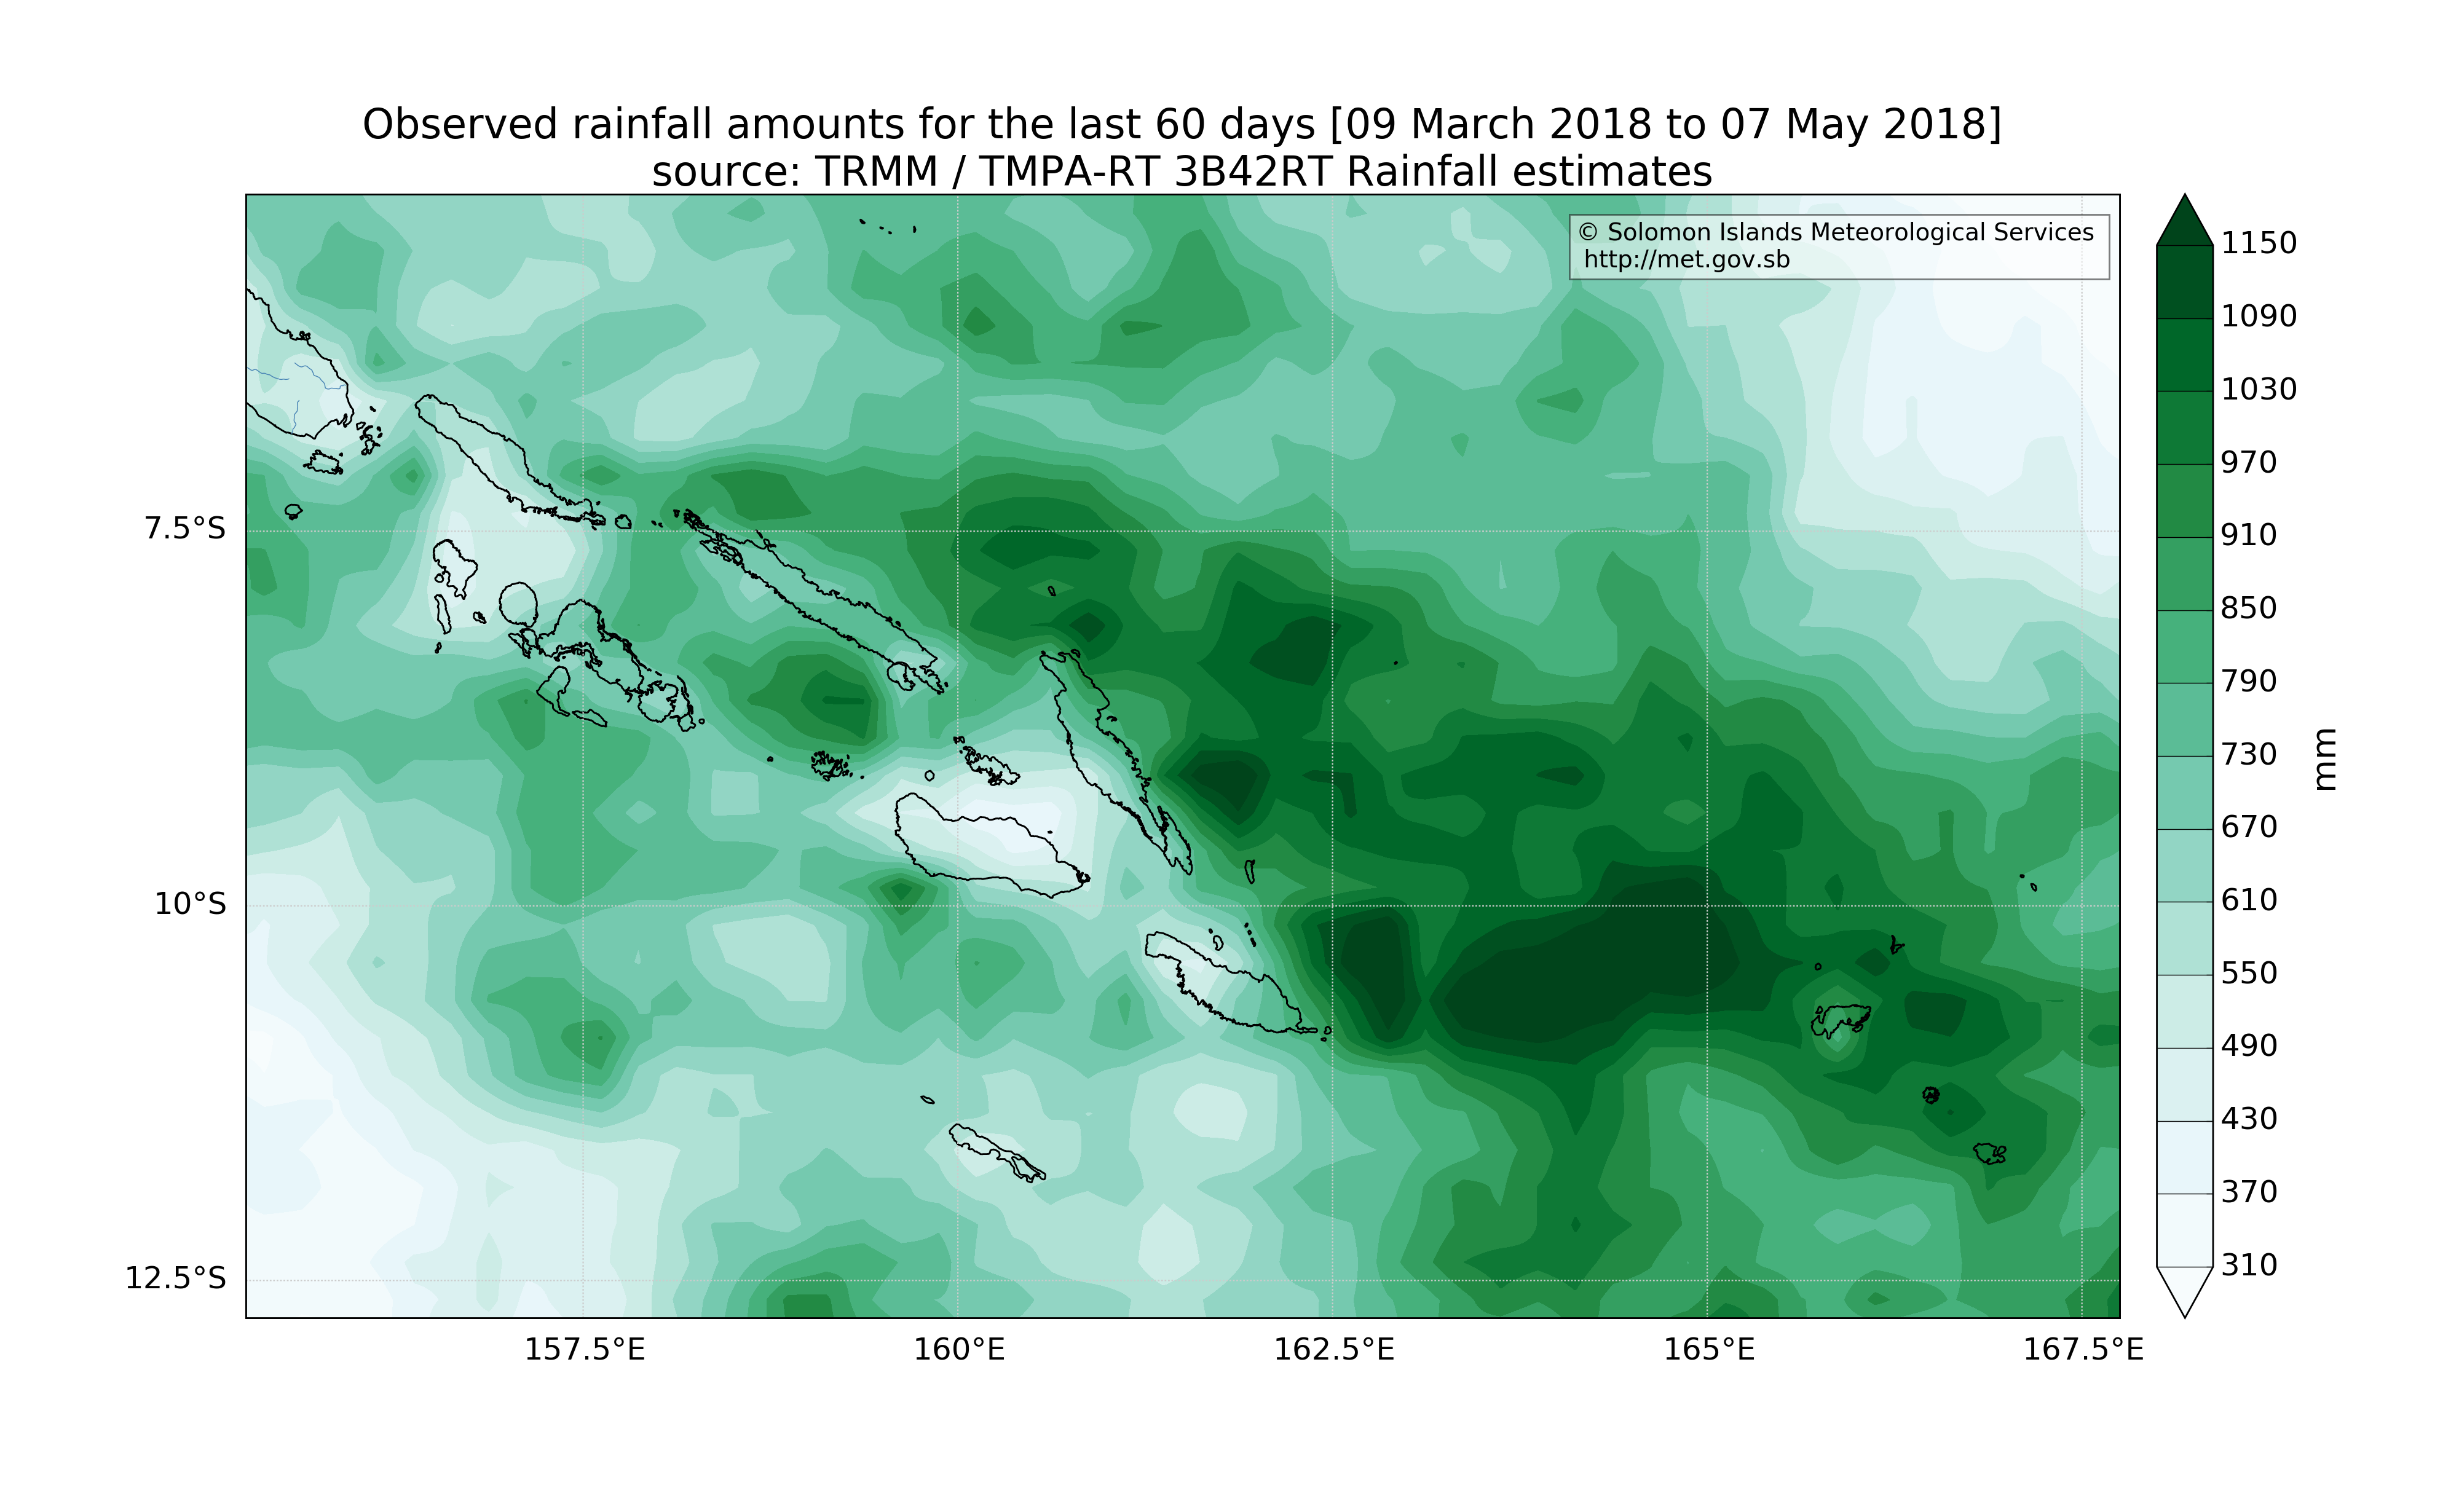 Observed rainfall amounts for the last 60 days [09 March 2018 to 07 May 2018]
source: TRMM / TMPA-RT 3B42RT Rainfall estimates
© Solomon Islands Meteorological Services
http://met.gov.sb
1150
1090
1030
970
910
850
790
730
670
610
550
490
430
370
310
mm
7.5°S
10°S
12.5°S
157.5°E
160°E
162.5°E
165°E
167.5°E